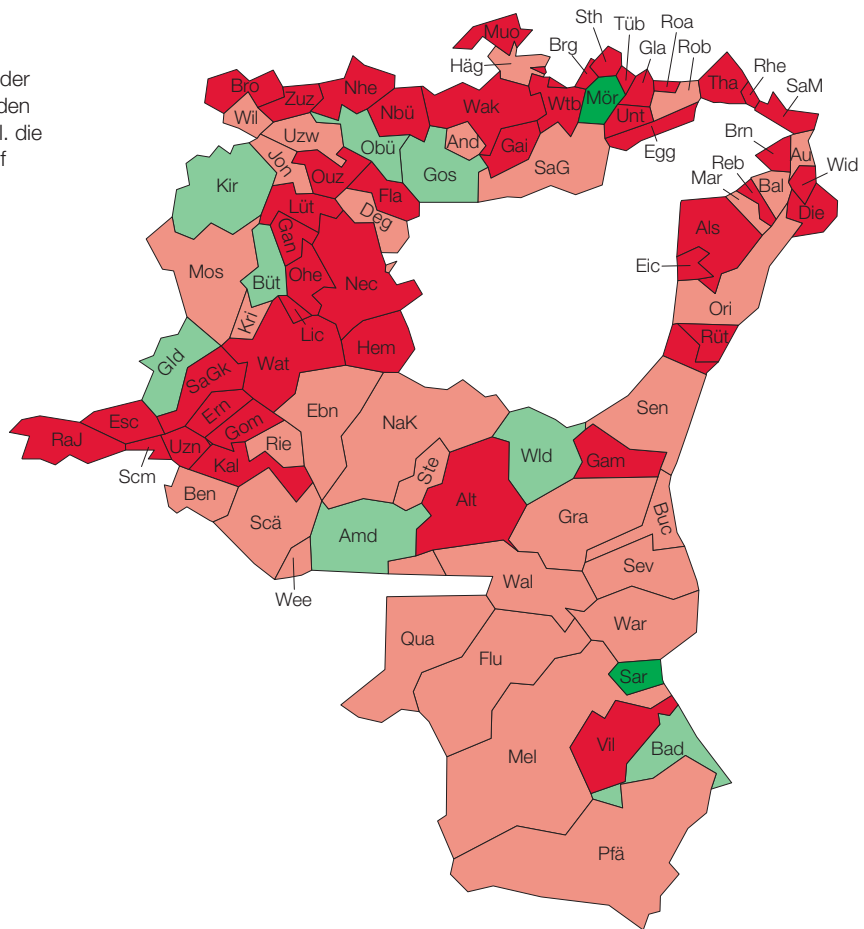 der
den
l. die
f
Muo
Sth
Tüb
Roa
Brg
Gla
Rob
Häg
Rhe
SaM
Bro
Zuz
Nhe
Nbü
Wak
Wtb
Mör
Tha
Wil
Uzw
Obü
And
Gai
Unt
Egg
Brn
Au
Wid
Jon
Ouz
Gos
SaG
Reb
Mar
Bal
Kir
Fla
Die
Lüt
Deg
Gan
Als
Mos
Büt
Ohe
Nec
Eic
Ori
Kri
Lic
Rüt
Gld
SaGk
Wat
Hem
RaJ
Esc
Ern
Gom
Ebn
NaK
Sen
Scm
Uzn
Kal
Rie
Ste
Wld
Gam
Ben
Scä
Alt
Gra
Buc
Amd
Wee
Wal
Sev
Qua
Flu
War
Sar
Mel
Vil
Bad
Pfä